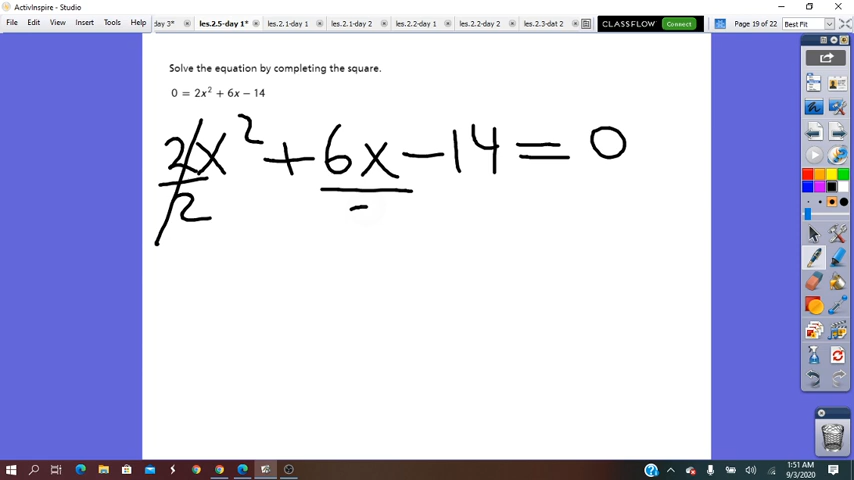 ActivInspire - Studio
File Edit View Insert Tools Help day 3* les.2.5-day 1* les.2.1-day 1 les.2.1-day 2 les.2.2-day 1 les.2.2-day 2 les.2.3-dat 2 CLASSFLOW Connect Page 19 of 22 Best Fit
Solve the equation by completing the square.
0 = 2x² + 6x − 14
2x² + 6x − 14 = 0
2
1:51 AM
9/3/2020